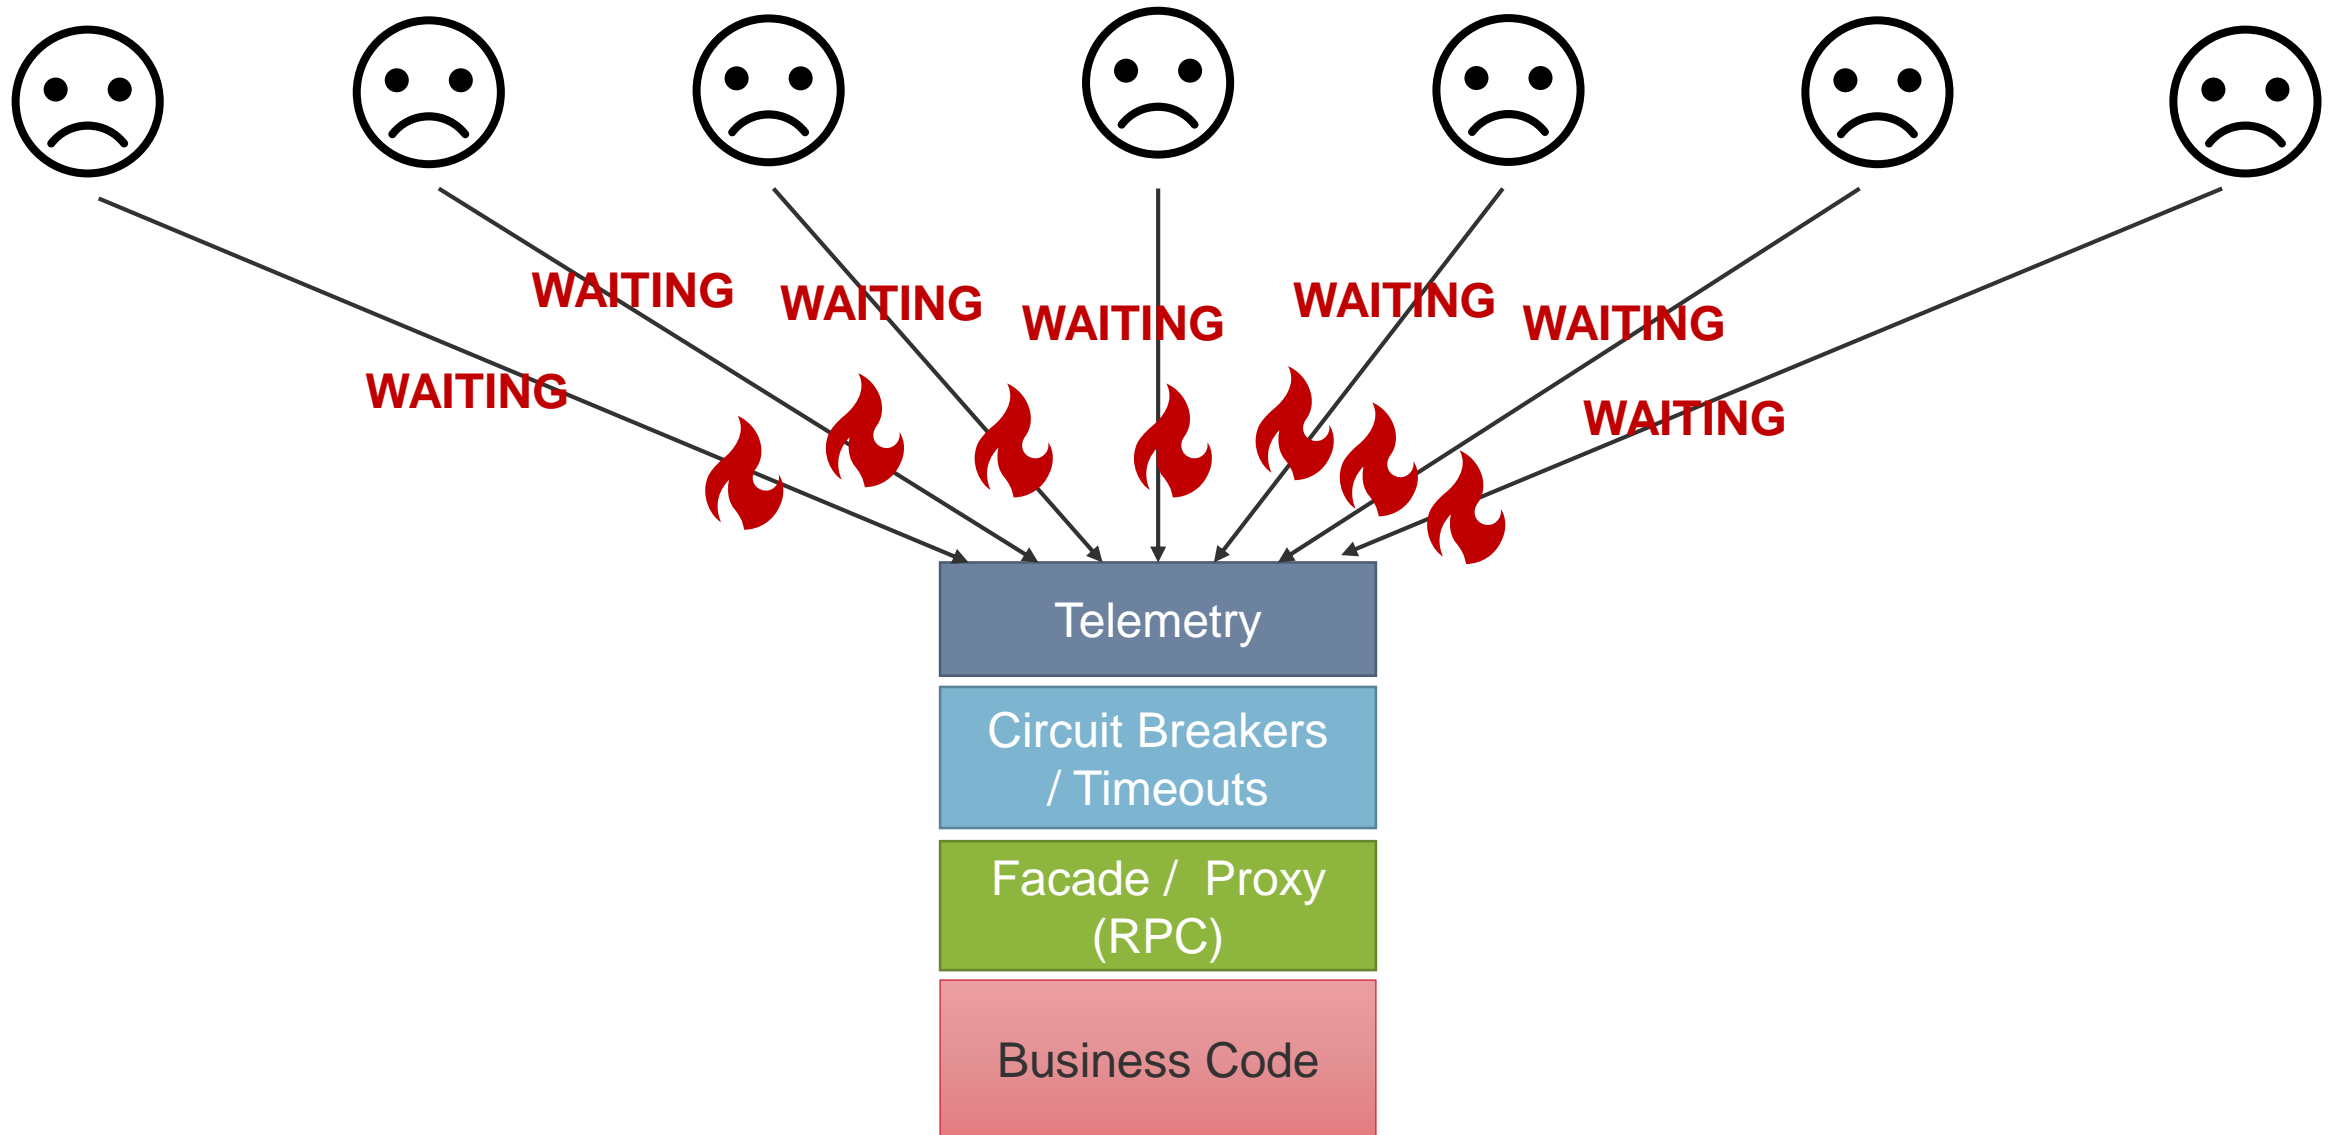 WAITING
WAITING
WAITING
WAITING
WAITING
WAITING
WAITING
Telemetry
Circuit Breakers
/ Timeouts
Facade /  Proxy
(RPC)
Business Code